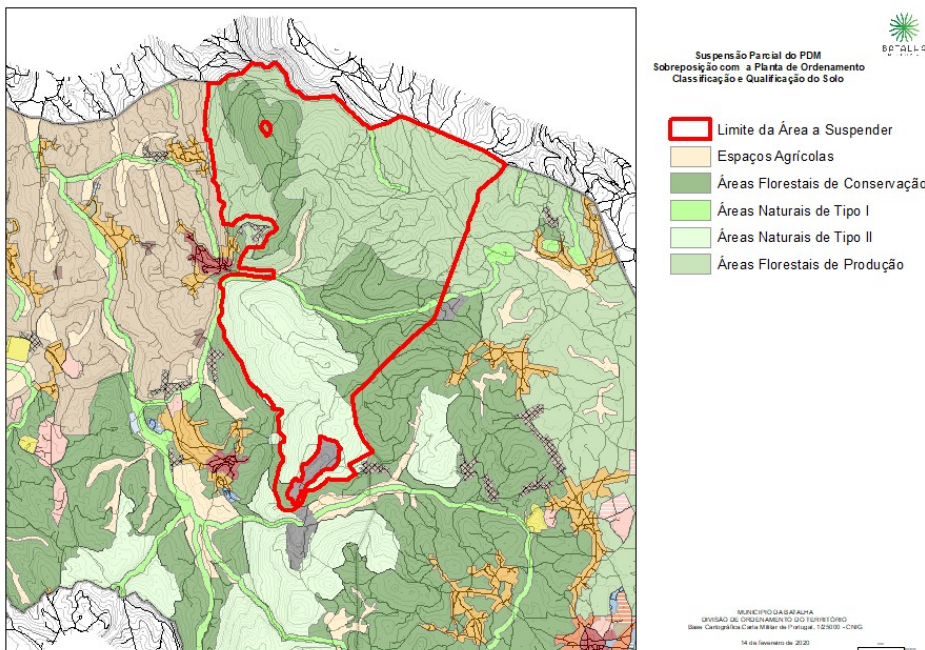 BATALHA
Suspensão Parcial do PDM
Sobreposição com a Planta de Ordenamento
Classificação e Qualificação do Solo
Limite da Área a Suspender
Espaços Agrícolas
Áreas Florestais de Conservação
Áreas Naturais de Tipo I
Áreas Naturais de Tipo II
Áreas Florestais de Produção
MUNICÍPIO DA BATALHA
DIVISÃO DE ORDENAMENTO DO TERRITÓRIO
Base Cartográfica:Carta Militar de Portugal, 1/25000 - CNIG
14 de fevereiro de 2020